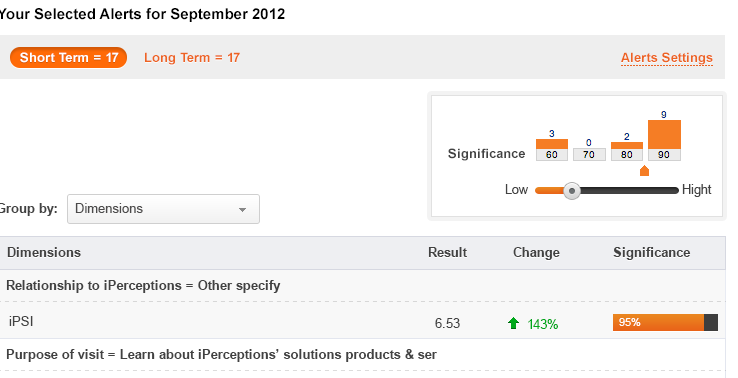 Your Selected Alerts for September 2012
Short Term = 17 Long Term = 17 Alerts Settings
9
3
2
0
Significance 60 70 80 90
Low Hight
Group by: Dimensions
Dimensions Result Change Significance
Relationship to iPerceptions = Other specify
iPSI 6.53 143% 95%
Purpose of visit = Learn about iPerceptions' solutions products & ser